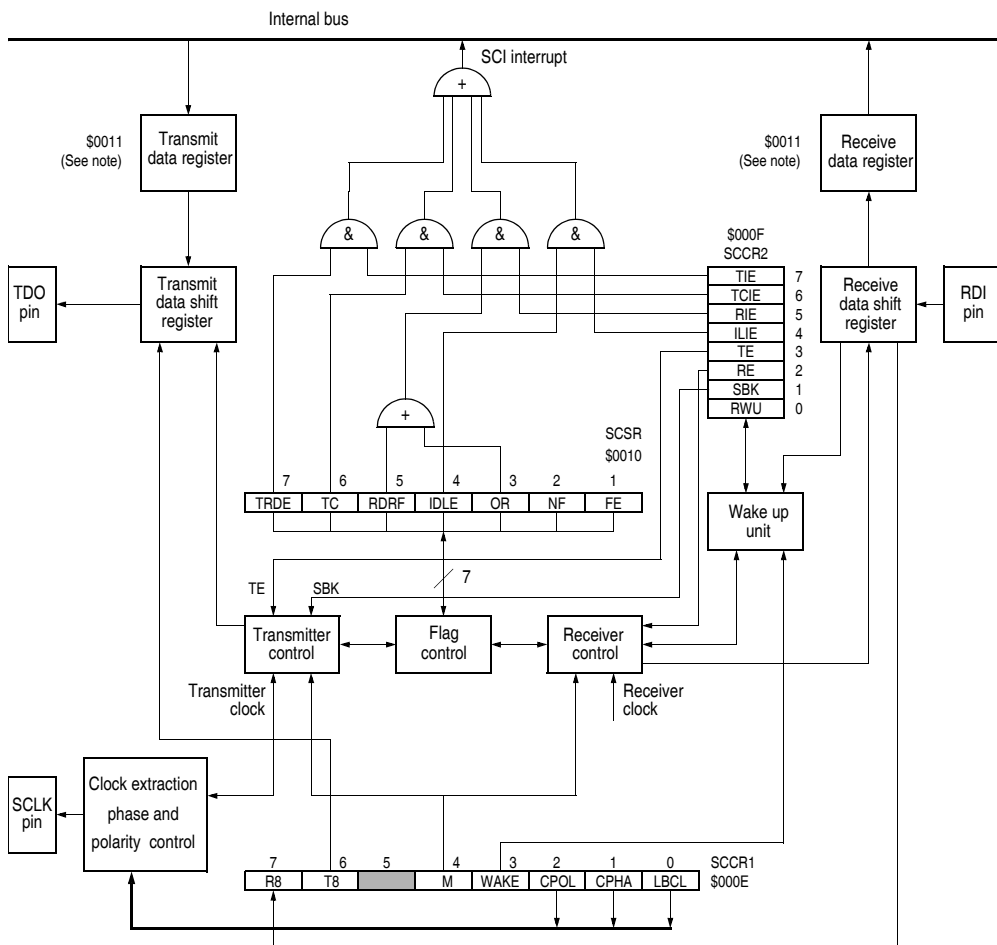 Internal bus
SCI interrupt
+
$0011
(See note)
Transmit
data register
$0011
(See note)
Receive
data register
&
&
&
&
$000F
SCCR2
TDO
pin
Transmit
data shift
register
TIE 7
TCIE 6
RIE 5
ILIE 4
TE 3
RE 2
SBK 1
RWU 0
Receive
data shift
register
RDI
pin
+
SCSR
$0010
7 6 5 4 3 2 1
TRDE TC RDRF IDLE OR NF FE
Wake up
unit
7
TE
SBK
Transmitter
control
Flag
control
Receiver
control
Transmitter
clock
Receiver
clock
SCLK
pin
Clock extraction
phase and
polarity control
7 6 5 4 3 2 1 0
R8 T8 M WAKE CPOL CPHA LBCL
SCCR1
$000E